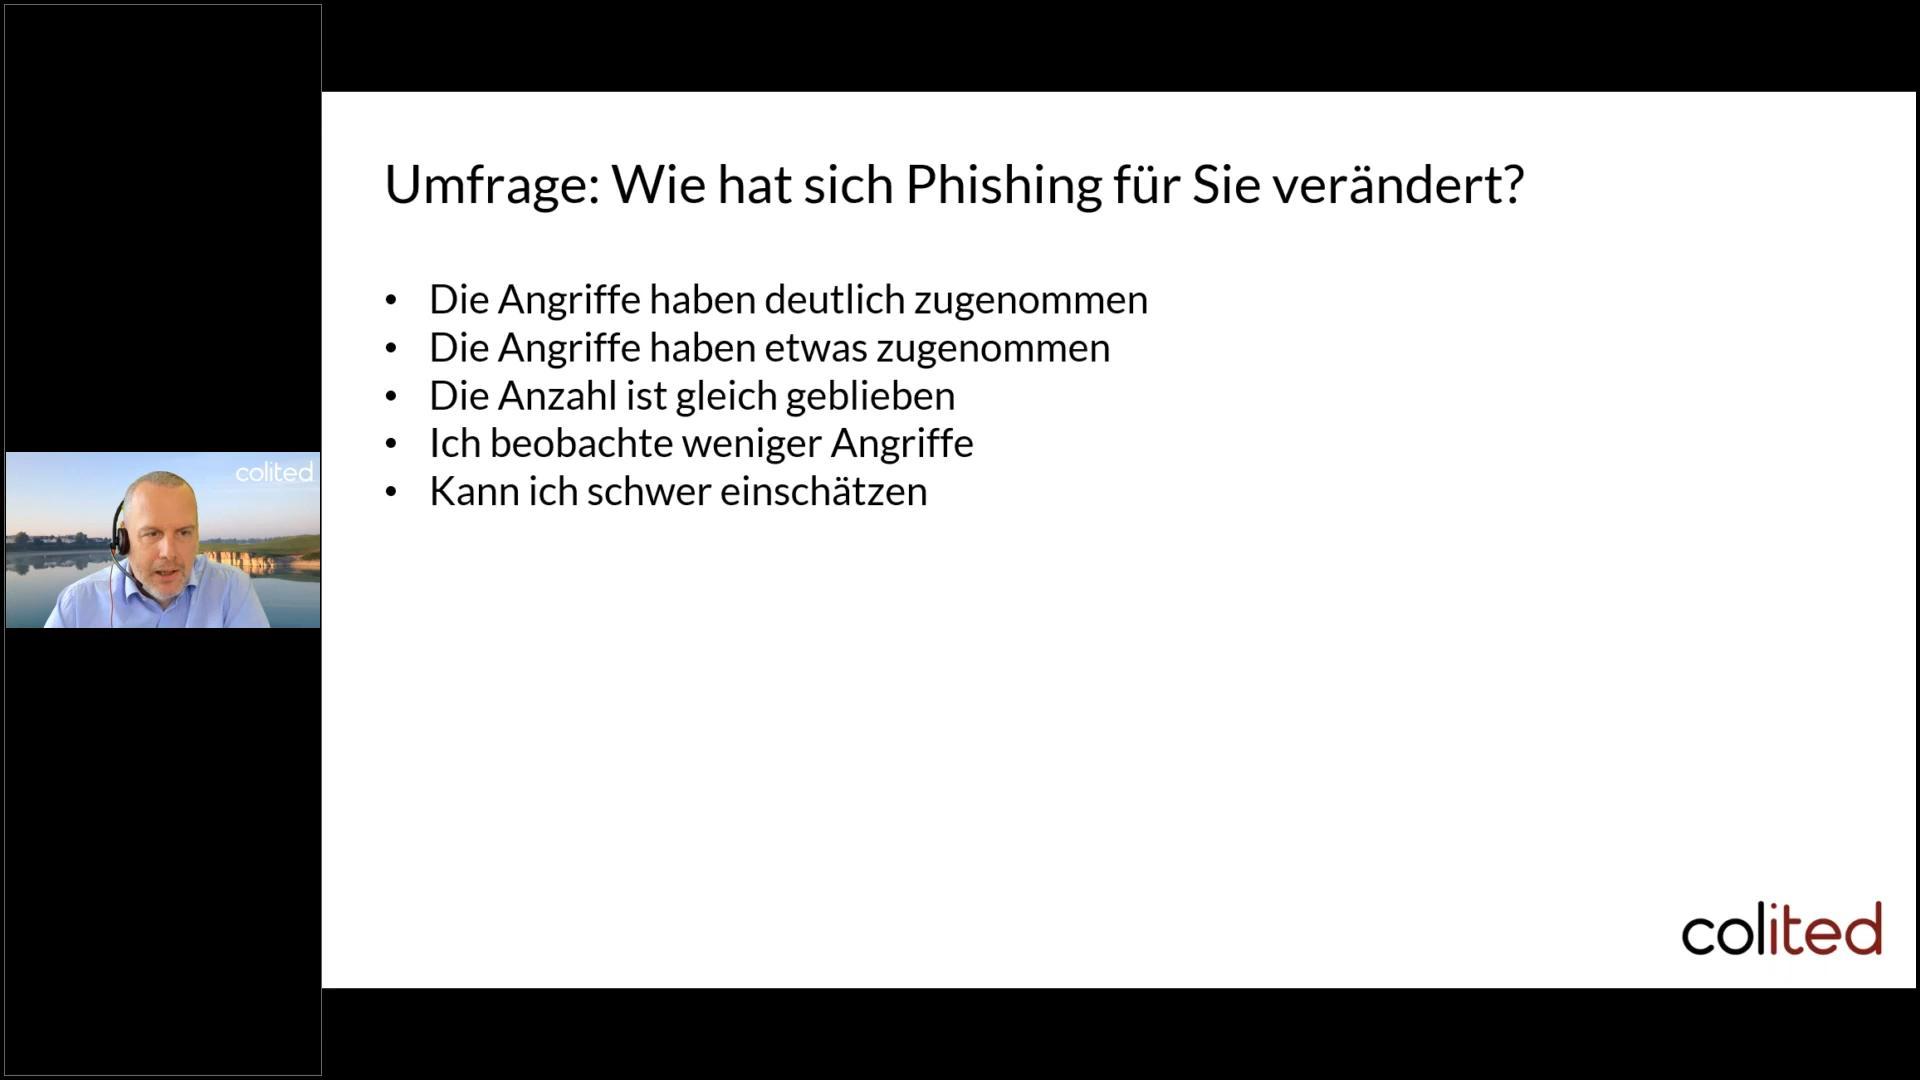 Umfrage: Wie hat sich Phishing für Sie verändert?
• Die Angriffe haben deutlich zugenommen
• Die Angriffe haben etwas zugenommen
• Die Anzahl ist gleich geblieben
• Ich beobachte weniger Angriffe
• Kann ich schwer einschätzen
colited
colited